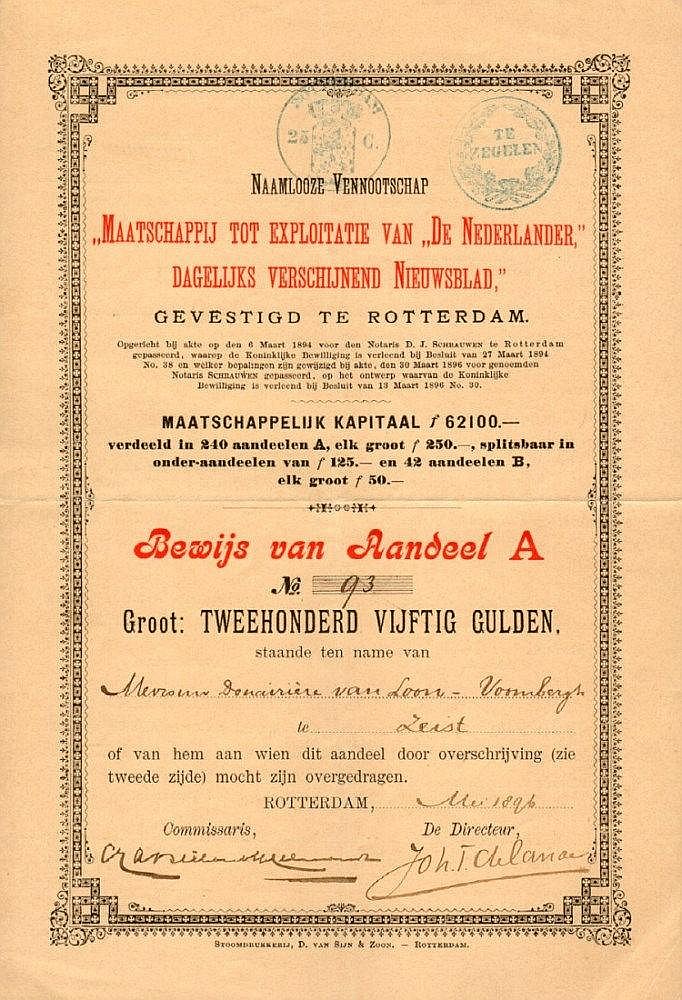 25 C.
TE
ZEGELEN
NAAMLOOZE VENNOOTSCHAP
„MAATSCHAPPIJ TOT EXPLOITATIE VAN „DE NEDERLANDER,”
DAGELIJKS VERSCHIJNEND NIEUWSBLAD,”
GEVESTIGD TE ROTTERDAM.
Opgericht bij akte op den 6 Maart 1894 voor den Notaris D. J. SCHRAUWEN te Rotterdam
gepasseerd, waarop de Koninklijke Bewilliging is verleend bij Besluit van 27 Maart 1894
No. 38 en welker bepalingen zijn gewijzigd bij akte, den 30 Maart 1896 voor genoemden
Notaris SCHRAUWEN gepasseerd, op het ontwerp waarvan de Koninklijke
Bewilliging is verleend bij Besluit van 13 Maart 1896 No. 30.
MAATSCHAPPELIJK KAPITAAL ƒ 62100.—
verdeeld in 240 aandeelen A, elk groot ƒ 250.—, splitsbaar in
onder-aandeelen van ƒ 125.— en 42 aandeelen B,
elk groot ƒ 50.—
Bewijs van Aandeel A
No. 93
Groot: TWEEHONDERD VIJFTIG GULDEN,
staande ten name van
Mevrouw Douairière van Loon - Voombergh
te Zeist
of van hem aan wien dit aandeel door overschrijving (zie
tweede zijde) mocht zijn overgedragen.
ROTTERDAM, Mei 1896
Commissaris, De Directeur,
STOOMDRUKKERIJ, D. VAN SIJN & ZOON. — ROTTERDAM.